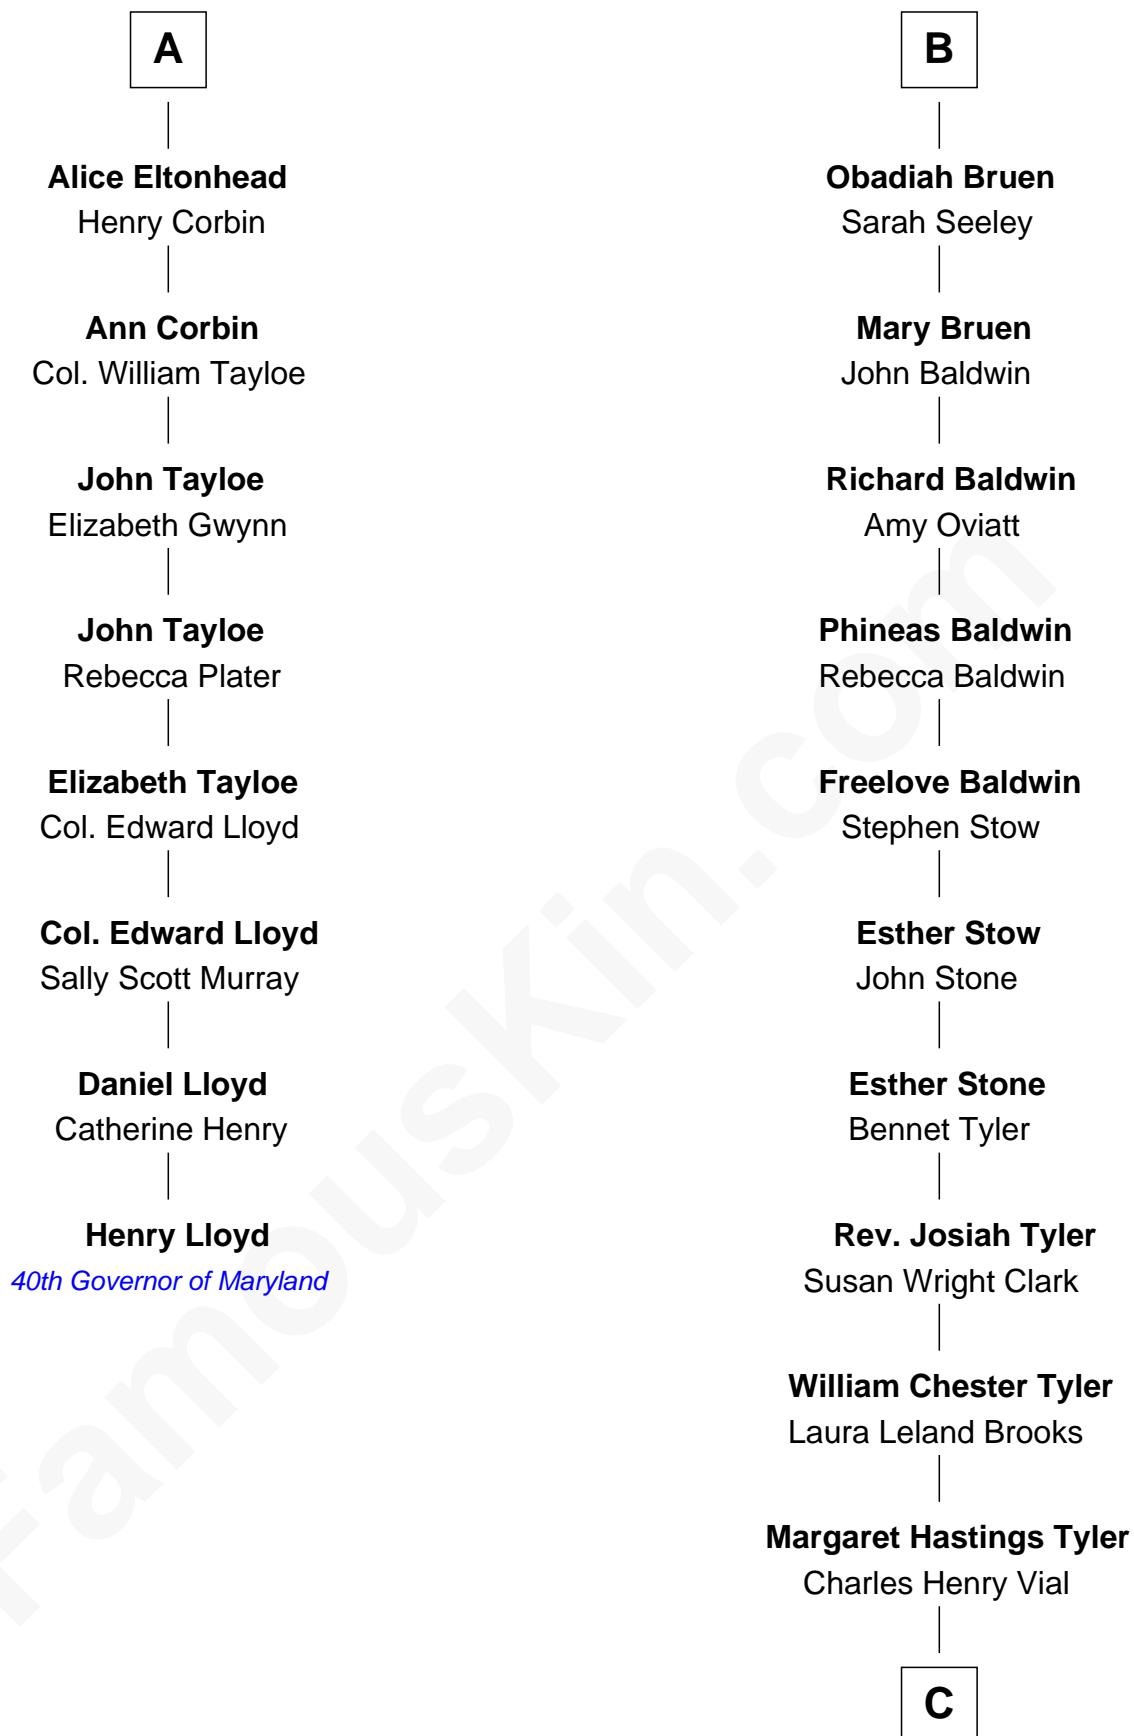 A
Alice Eltonhead
Henry Corbin
Ann Corbin
Col. William Tayloe
John Tayloe
Elizabeth Gwynn
John Tayloe
Rebecca Plater
Elizabeth Tayloe
Col. Edward Lloyd
Col. Edward Lloyd
Sally Scott Murray
Daniel Lloyd
Catherine Henry
Henry Lloyd
40th Governor of Maryland
B
Obadiah Bruen
Sarah Seeley
Mary Bruen
John Baldwin
Richard Baldwin
Amy Oviatt
Phineas Baldwin
Rebecca Baldwin
Freelove Baldwin
Stephen Stow
Esther Stow
John Stone
Esther Stone
Bennet Tyler
Rev. Josiah Tyler
Susan Wright Clark
William Chester Tyler
Laura Leland Brooks
Margaret Hastings Tyler
Charles Henry Vial
C
FamousKin.com